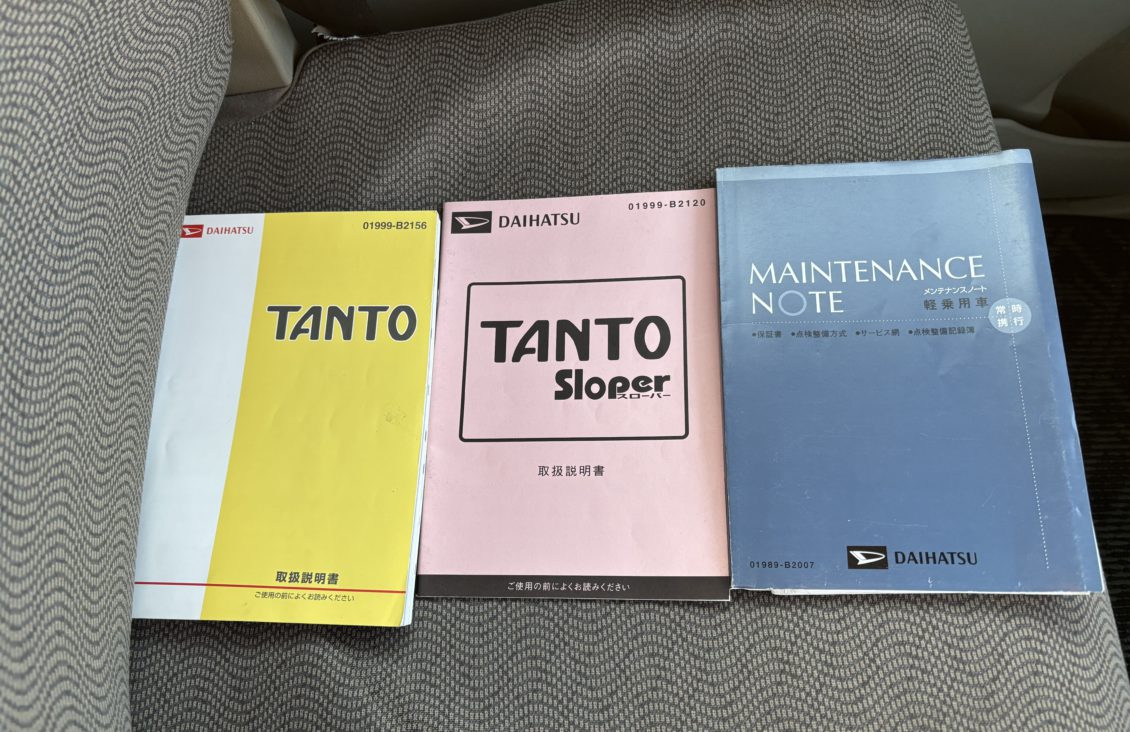 DAIHATSU
01999-B2156
TANTO
取扱説明書
ご使用の前によくお読みください
DAIHATSU
01999-B2120
TANTO
Sloper
スローパー
取扱説明書
ご使用の前によくお読みください
MAINTENANCE
NOTE
メンテナンスノート
軽乗用車
常時
携行
●保証書 ●点検整備方式 ●サービス網 ●点検整備記録簿
01989-B2007
DAIHATSU